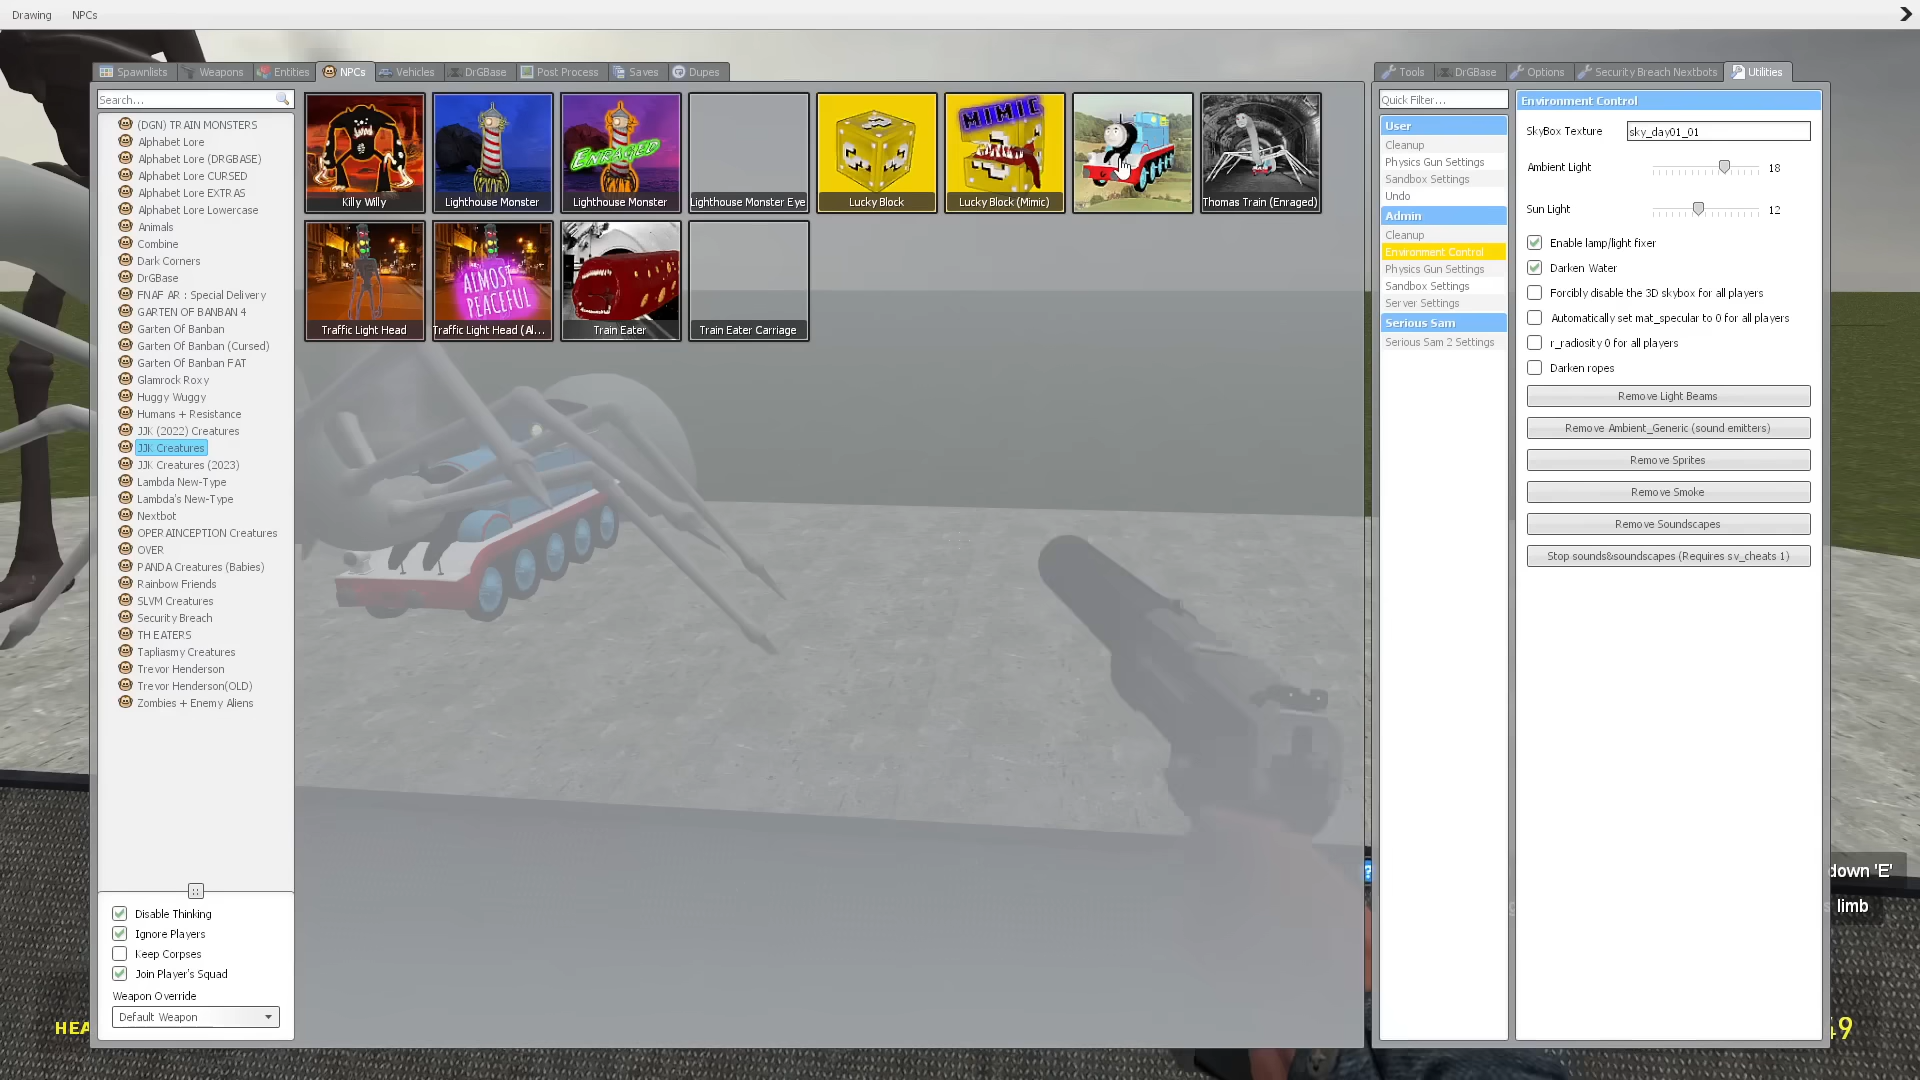 Drawing NPCs
Spawnlists Weapons Entities NPCs Vehicles DrGBase Post Process Saves Dupes
Search...
(DGN) TRAIN MONSTERS
Alphabet Lore
Alphabet Lore (DRGBASE)
Alphabet Lore CURSED
Alphabet Lore EXTRAS
Alphabet Lore Lowercase
Animals
Combine
Dark Corners
DrGBase
FNAF AR : Special Delivery
GARTEN OF BANBAN 4
Garten Of Banban
Garten Of Banban (Cursed)
Garten Of Banban FAT
Glamrock Roxy
Huggy Wuggy
Humans + Resistance
JJK (2022) Creatures
JJK Creatures
JJK Creatures (2023)
Lambda New-Type
Lambda's New-Type
Nextbot
OPERAINCEPTION Creatures
OVER
PANDA Creatures (Babies)
Rainbow Friends
SLVM Creatures
Security Breach
TH EATERS
Tapliasmy Creatures
Trevor Henderson
Trevor Henderson(OLD)
Zombies + Enemy Aliens
Disable Thinking
Ignore Players
Keep Corpses
Join Player's Squad
Weapon Override
Default Weapon
Killy Willy
Lighthouse Monster
ENRAGED
Lighthouse Monster
Lighthouse Monster Eye
Lucky Block
MIMIC
Lucky Block (Mimic)
Thomas Train (Enraged)
Traffic Light Head
ALMOST
PEACEFUL
Traffic Light Head (Al...
Train Eater
Train Eater Carriage
Tools DrGBase Options Security Breach Nextbots Utilities
Quick Filter...
User
Cleanup
Physics Gun Settings
Sandbox Settings
Undo
Admin
Cleanup
Environment Control
Physics Gun Settings
Sandbox Settings
Server Settings
Serious Sam
Serious Sam 2 Settings
Environment Control
SkyBox Texture sky_day01_01
Ambient Light 18
Sun Light 12
Enable lamp/light fixer
Darken Water
Forcibly disable the 3D skybox for all players
Automatically set mat_specular to 0 for all players
r_radiosity 0 for all players
Darken ropes
Remove Light Beams
Remove Ambient_Generic (sound emitters)
Remove Sprites
Remove Smoke
Remove Soundscapes
Stop sounds&soundscapes (Requires sv_cheats 1)
down 'E'
limb
HEA
49